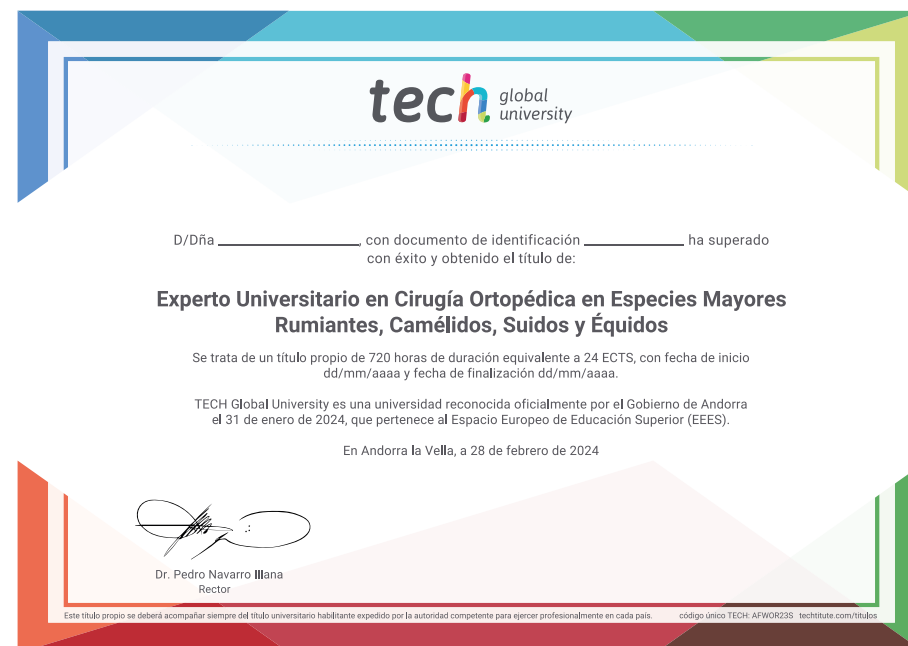 tech global university
D/Dña ____________________, con documento de identificación ______________ ha superado
con éxito y obtenido el título de:
Experto Universitario en Cirugía Ortopédica en Especies Mayores
Rumiantes, Camélidos, Suidos y Équidos
Se trata de un título propio de 720 horas de duración equivalente a 24 ECTS, con fecha de inicio
dd/mm/aaaa y fecha de finalización dd/mm/aaaa.
TECH Global University es una universidad reconocida oficialmente por el Gobierno de Andorra
el 31 de enero de 2024, que pertenece al Espacio Europeo de Educación Superior (EEES).
En Andorra la Vella, a 28 de febrero de 2024
Dr. Pedro Navarro Illana
Rector
Este título propio se deberá acompañar siempre del título universitario habilitante expedido por la autoridad competente para ejercer profesionalmente en cada país. código único TECH: AFWOR23S techtitute.com/titulos